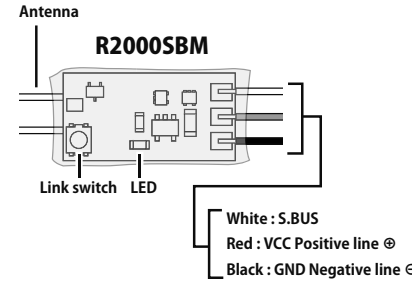 Antenna
R2000SBM
Link switch LED
White : S.BUS
Red : VCC Positive line ⊕
Black : GND Negative line ⊖